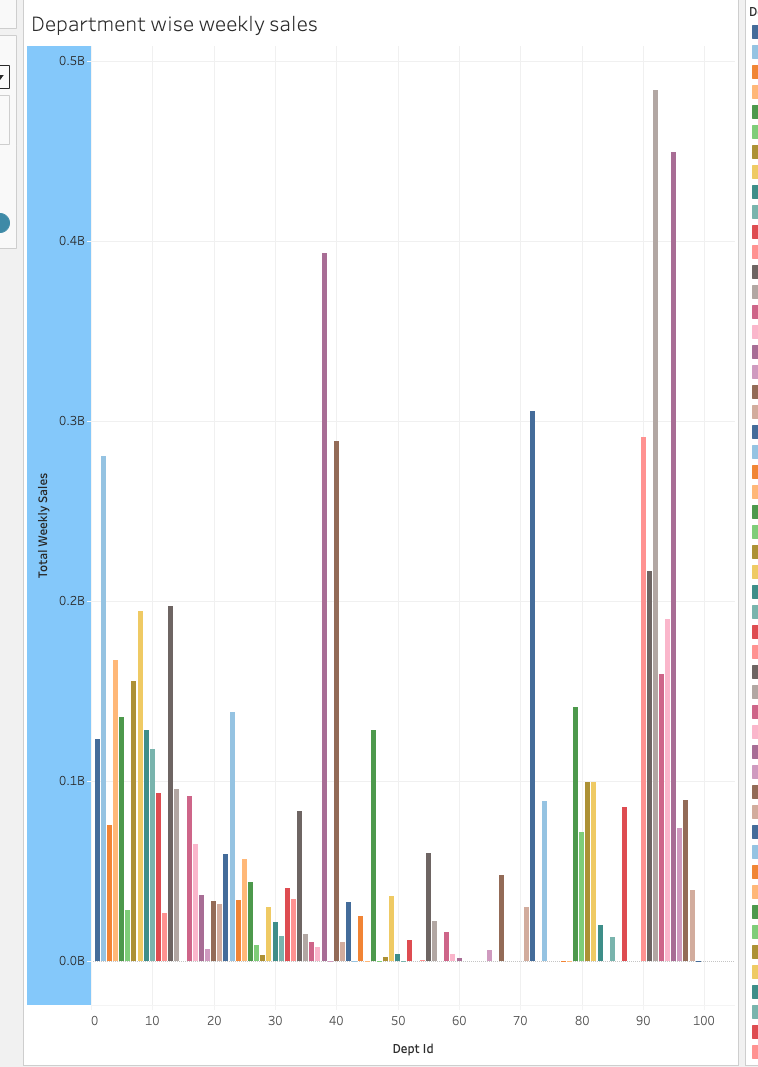 Department wise weekly sales
D
0.5B
0.4B
0.3B
0.2B
0.1B
0.0B
Total Weekly Sales
0 10 20 30 40 50 60 70 80 90 100
Dept Id